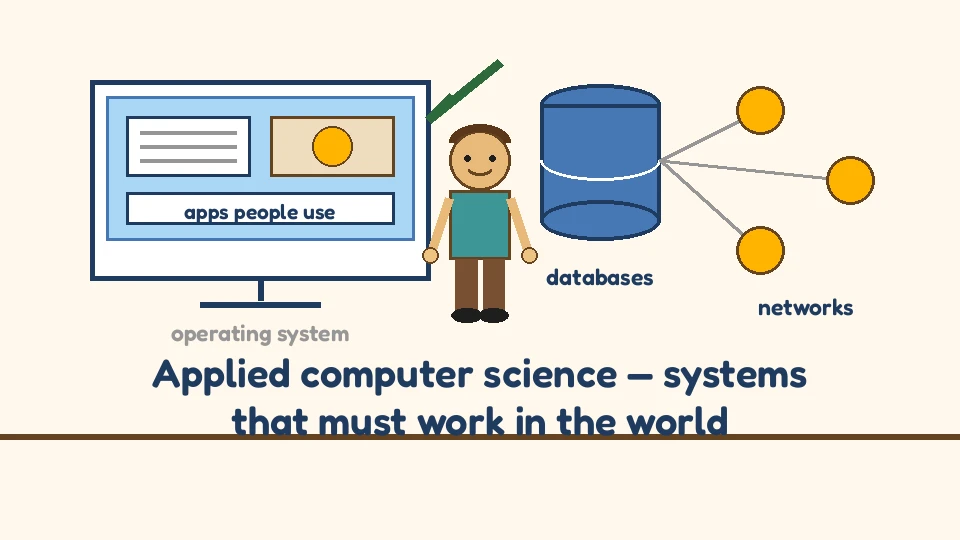 apps people use
databases
networks
operating system
Applied computer science — systems
that must work in the world